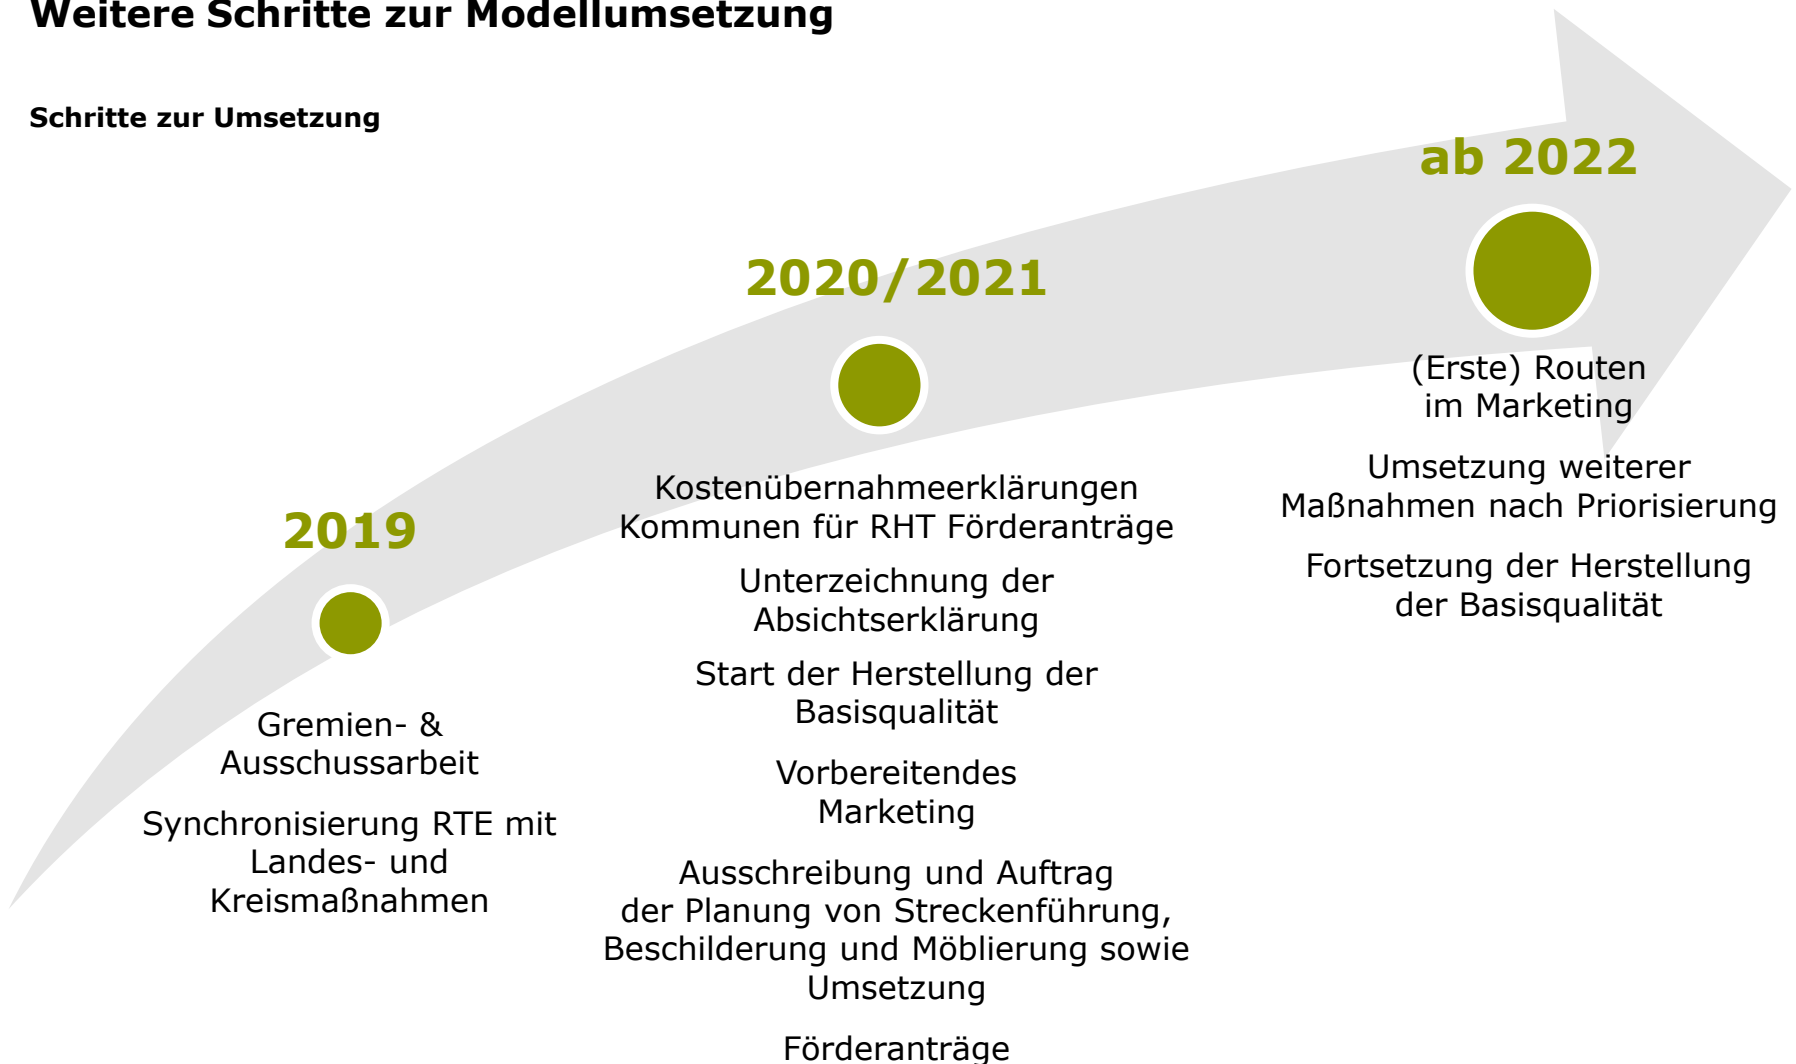 Weitere Schritte zur Modellumsetzung
Schritte zur Umsetzung
2019
Gremien- &
Ausschussarbeit
Synchronisierung RTE mit
Landes- und
Kreismaßnahmen
2020/2021
Kostenübernahmeerklärungen
Kommunen für RHT Förderanträge
Unterzeichnung der
Absichtserklärung
Start der Herstellung der
Basisqualität
Vorbereitendes
Marketing
Ausschreibung und Auftrag
der Planung von Streckenführung,
Beschilderung und Möblierung sowie
Umsetzung
Förderanträge
ab 2022
(Erste) Routen
im Marketing
Umsetzung weiterer
Maßnahmen nach Priorisierung
Fortsetzung der Herstellung
der Basisqualität